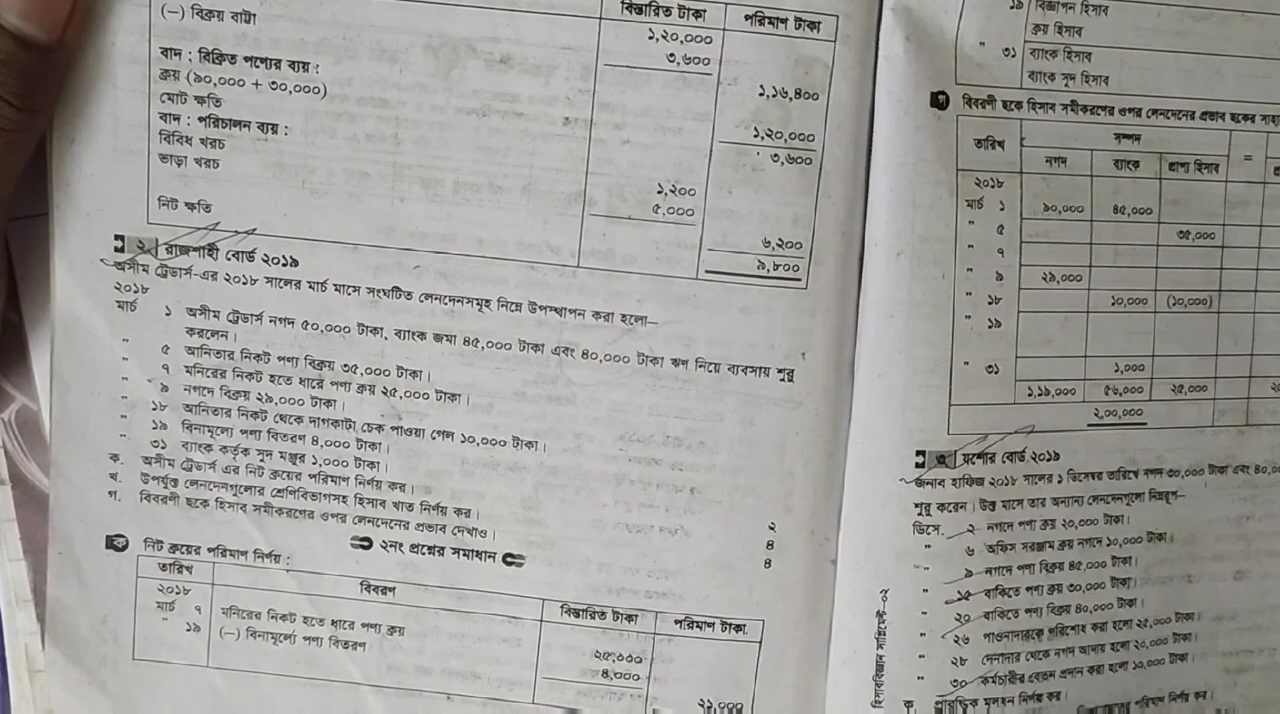 বিস্তারিত টাকা পরিমাণ টাকা
(−) বিক্রয় বাট্টা ১,২০,০০০
৩,৬০০
১,১৬,৪০০
বাদ : বিক্রিত পণ্যের ব্যয় :
ক্রয় (৯০,০০০ + ৩০,০০০) ১,২০,০০০
মোট ক্ষতি ৩,৬০০
বাদ : পরিচালন ব্যয় :
বিবিধ খরচ ১,২০০
ভাড়া খরচ ৫,০০০
৬,২০০
নিট ক্ষতি ৯,৮০০
২ রাজশাহী বোর্ড ২০১৯
অসীম ট্রেডার্স-এর ২০১৮ সালের মার্চ মাসে সংঘটিত লেনদেনসমূহ নিম্নে উপস্থাপন করা হলো—
২০১৮
মার্চ ১ অসীম ট্রেডার্স নগদ ৫০,০০০ টাকা, ব্যাংক জমা ৪৫,০০০ টাকা এবং ৪০,০০০ টাকা ঋণ নিয়ে ব্যবসায় শুরু
করলেন।
" ৫ আনিতার নিকট পণ্য বিক্রয় ৩৫,০০০ টাকা।
" ৭ মনিরের নিকট হতে ধারে পণ্য ক্রয় ২৫,০০০ টাকা।
" ৯ নগদে বিক্রয় ২৯,০০০ টাকা।
" ১৮ আনিতার নিকট থেকে দাগকাটা চেক পাওয়া গেল ১০,০০০ টাকা।
" ১৯ বিনামূল্যে পণ্য বিতরণ ৪,০০০ টাকা।
" ৩১ ব্যাংক কর্তৃক সুদ মঞ্জুর ১,০০০ টাকা।
ক. অসীম ট্রেডার্স এর নিট ক্রয়ের পরিমাণ নির্ণয় কর। ২
খ. উপর্যুক্ত লেনদেনগুলোর শ্রেণিবিভাগসহ হিসাব খাত নির্ণয় কর। ৪
গ. বিবরণী ছকে হিসাব সমীকরণের ওপর লেনদেনের প্রভাব দেখাও। ৪
২নং প্রশ্নের সমাধান
ক নিট ক্রয়ের পরিমাণ নির্ণয় :
তারিখ বিবরণ বিস্তারিত টাকা পরিমাণ টাকা
২০১৮
মার্চ ৭ মনিরের নিকট হতে ধারে পণ্য ক্রয় ২৫,০০০
" ১৯ (−) বিনামূল্যে পণ্য বিতরণ ৪,০০০
২১,০০০
১৯ বিজ্ঞাপন হিসাব
ক্রয় হিসাব
" ৩১ ব্যাংক হিসাব
ব্যাংক সুদ হিসাব
গ বিবরণী ছকে হিসাব সমীকরণের ওপর লেনদেনের প্রভাব ছকের
তারিখ সম্পদ =
নগদ ব্যাংক প্রাপ্য হিসাব
২০১৮
মার্চ ১ ৯০,০০০ ৪৫,০০০
" ৫ ৩৫,০০০
" ৭
" ৯ ২৯,০০০
" ১৮ ১০,০০০ (১০,০০০)
" ১৯
" ৩১ ১,০০০
১,১৯,০০০ ৫৬,০০০ ২৫,০০০
২,০০,০০০
৩ যশোর বোর্ড ২০১৯
জনাব হাফিজ ২০১৮ সালের ১ ডিসেম্বর তারিখে নগদ ৩০,০০০ টাকা এবং ৪০,০০
শুরু করেন। উক্ত মাসে তার অন্যান্য লেনদেনগুলো নিম্নরূপ—
ডিসে. ২ নগদে পণ্য ক্রয় ২০,০০০ টাকা।
" ৬ অফিস সরঞ্জাম ক্রয় নগদে ১০,০০০ টাকা।
" ৯ নগদে পণ্য বিক্রয় ৪৫,০০০ টাকা।
" ১৫ বাকিতে পণ্য ক্রয় ৩০,০০০ টাকা।
" ২০ বাকিতে পণ্য বিক্রয় ৪০,০০০ টাকা।
" ২৬ পাওনাদারকে পরিশোধ করা হলো ২৫,০০০ টাকা।
" ২৮ দেনাদার থেকে নগদ আদায় হলো ২০,০০০ টাকা।
" ৩০ কর্মচারীর বেতন প্রদান করা হলো ১০,০০০ টাকা।
ক. প্রারম্ভিক মূলধন নির্ণয় কর।
পরিমাণ নির্ণয় কর।
হিসাববিজ্ঞান সাপ্লিমেন্ট-০২